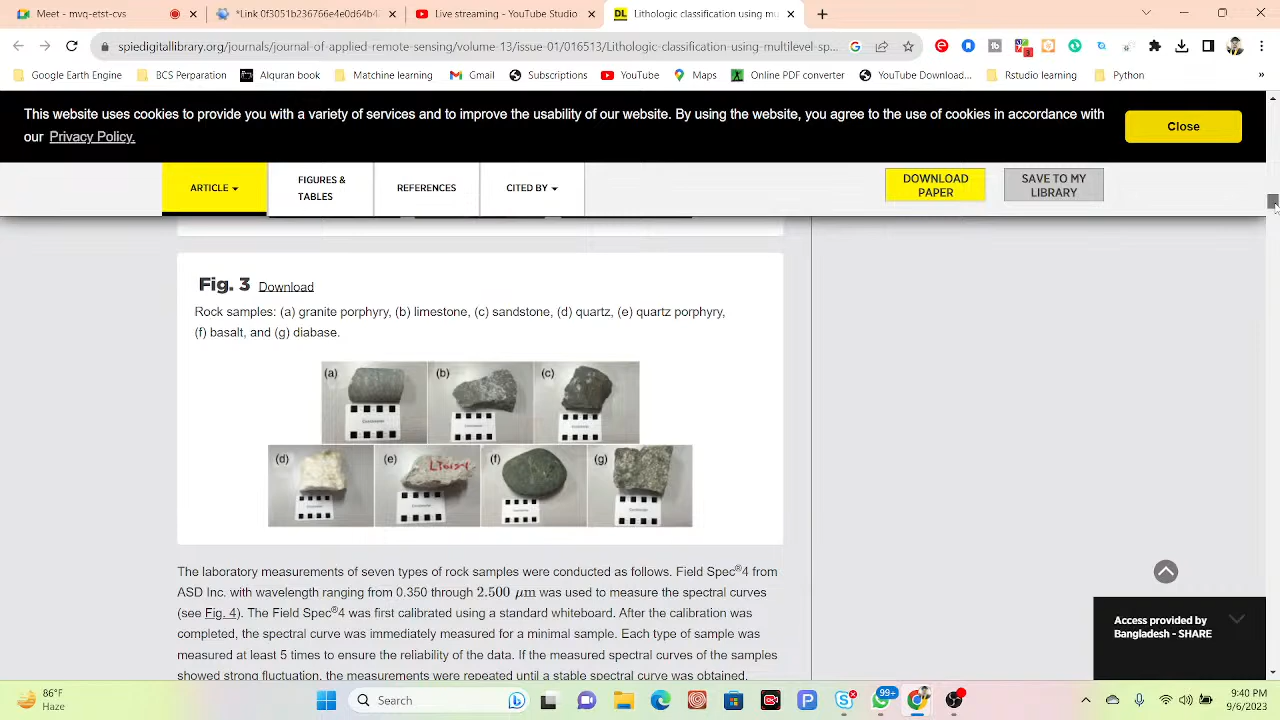 Meet - mvq-etst-mts
"Link 03051b23676e4efc964b1
Live streaming - YouTube Studio
DL Lithologic classification using mu
spiedigitallibrary.org/journals/journal-of-applied-remote-sensing/volume-13/issue-01/016513/Lithologic-classification-using-multilevel-sp...
Google Earth Engine
BCS Perparation
Alquran book
Machine learning
Gmail
Subscriptions
YouTube
Maps
Online PDF converter
YouTube Download...
Rstudio learning
Python
»
This website uses cookies to provide you with a variety of services and to improve the usability of our website. By using the website, you agree to the use of cookies in accordance with
our Privacy Policy.
Close
ARTICLE
FIGURES &
TABLES
REFERENCES
CITED BY
DOWNLOAD
PAPER
SAVE TO MY
LIBRARY
Fig. 3 Download
Rock samples: (a) granite porphyry, (b) limestone, (c) sandstone, (d) quartz, (e) quartz porphyry,
(f) basalt, and (g) diabase.
(a) (b) (c)
(d) (e) (f) (g)
The laboratory measurements of seven types of rock samples were conducted as follows. Field Spec®4 from
ASD Inc. with wavelength ranging from 0.350 through 2.500 μm was used to measure the spectral curves
(see Fig. 4). The Field Spec®4 was first calibrated using a standard whiteboard. After the calibration was
completed, the spectral curve was immediately measured for a minimal sample. Each type of sample was
measured at least 5 times to ensure the reliability of the data. If the measured spectral curves of the samples
showed strong fluctuation, the measurements were repeated until a stable spectral curve was obtained.
Access provided by
Bangladesh - SHARE
86°F
Haze
Search
99+
9:40 PM
9/6/2023